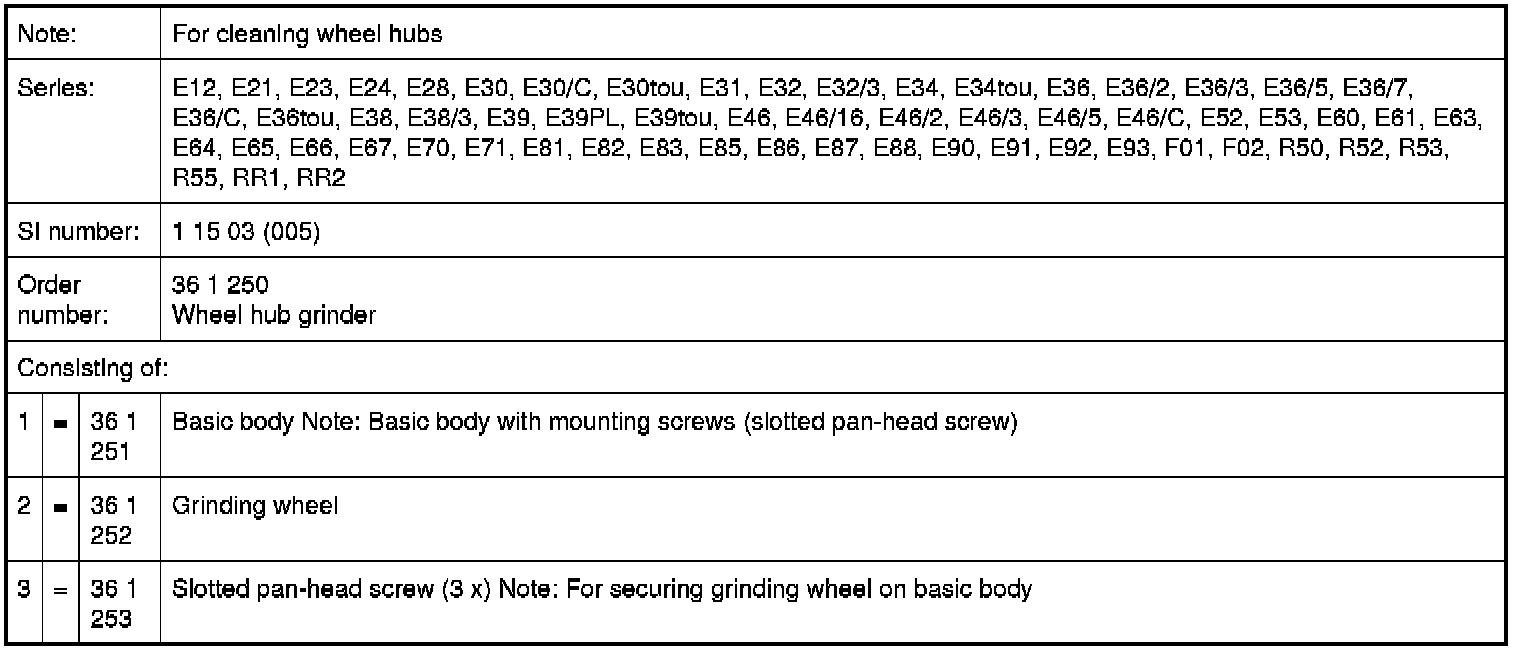 Note: For cleaning wheel hubs
Series: E12, E21, E23, E24, E28, E30, E30/C, E30tou, E31, E32, E32/3, E34, E34tou, E36, E36/2, E36/3, E36/5, E36/7,
E36/C, E36tou, E38, E38/3, E39, E39PL, E39tou, E46, E46/16, E46/2, E46/3, E46/5, E46/C, E52, E53, E60, E61, E63,
E64, E65, E66, E67, E70, E71, E81, E82, E83, E85, E86, E87, E88, E90, E91, E92, E93, F01, F02, R50, R52, R53,
R55, RR1, RR2
SI number: 1 15 03 (005)
Order 36 1 250
number: Wheel hub grinder
Consisting of:
1 = 36 1 Basic body Note: Basic body with mounting screws (slotted pan-head screw)
251
2 = 36 1 Grinding wheel
252
3 = 36 1 Slotted pan-head screw (3 x) Note: For securing grinding wheel on basic body
253